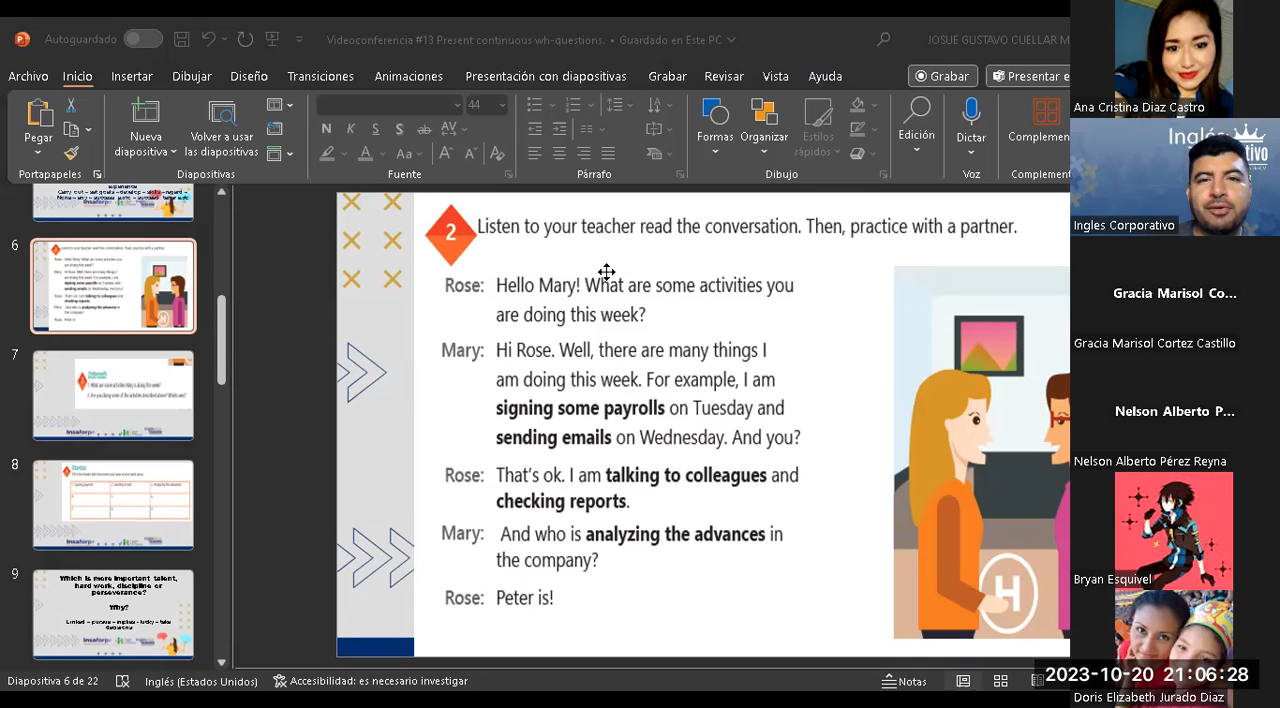 Autoguardado
Videoconferencia #13 Present continuous wh-questions. • Guardado en Este PC
JOSUE GUSTAVO CUELLAR M
Archivo Inicio Insertar Dibujar Diseño Transiciones Animaciones Presentación con diapositivas Grabar Revisar Vista Ayuda
Grabar
Presentar e
Pegar
Nueva diapositiva
Volver a usar las diapositivas
44
N K S S ab AV
A Aa A A A
Formas
Organizar
Estilos rápidos
Edición
Dictar
Complemen
Portapapeles
Diapositivas
Fuente
Párrafo
Dibujo
Voz
Complement
6
7
8
9
Which is more important talent,
hard work, discipline or
perseverance?
Why?
2
Listen to your teacher read the conversation. Then, practice with a partner.
Rose: Hello Mary! What are some activities you
are doing this week?
Mary: Hi Rose. Well, there are many things I
am doing this week. For example, I am
signing some payrolls on Tuesday and
sending emails on Wednesday. And you?
Rose: That's ok. I am talking to colleagues and
checking reports.
Mary: And who is analyzing the advances in
the company?
Rose: Peter is!
H
Diapositiva 6 de 22
Inglés (Estados Unidos)
Accesibilidad: es necesario investigar
Notas
Ana Cristina Diaz Castro
Ingles Corporativo
Gracia Marisol Co...
Gracia Marisol Cortez Castillo
Nelson Alberto P...
Nelson Alberto Pérez Reyna
Bryan Esquivel
2023-10-20 21:06:28
Doris Elizabeth Jurado Diaz